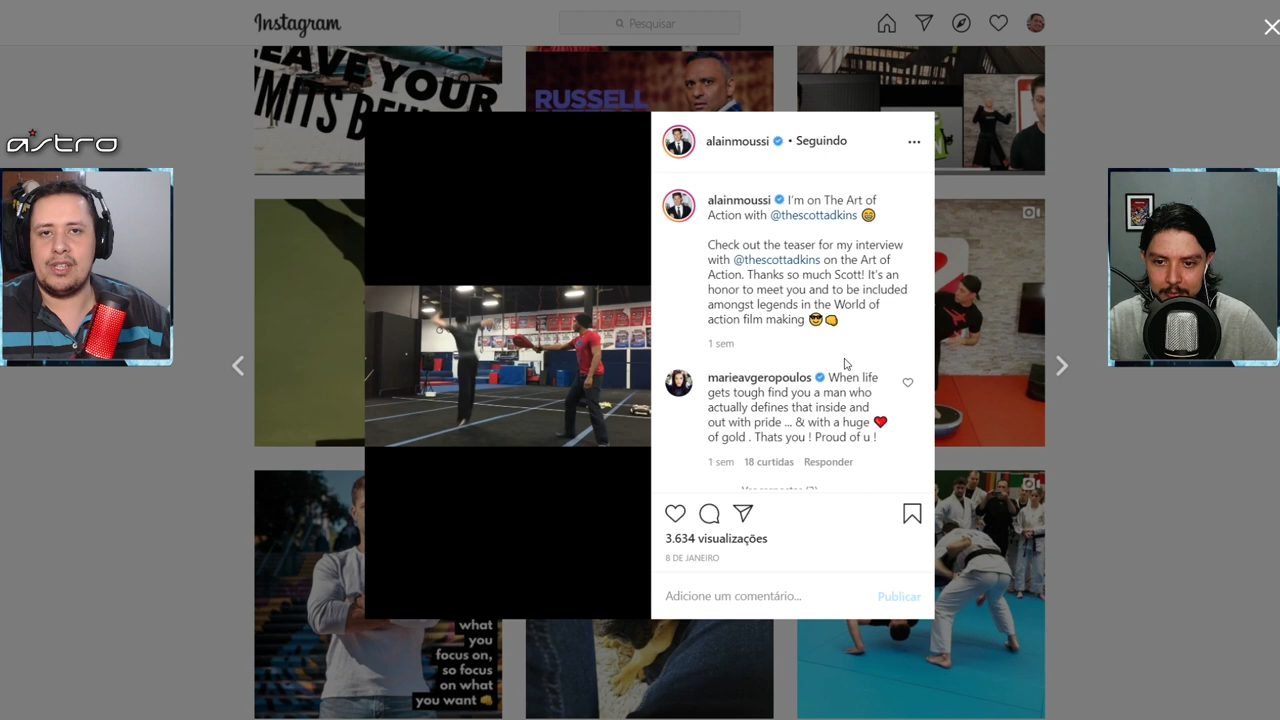 Instagram
Pesquisar
LEAVE YOUR
RUSSELL
astro
alainmoussi • Seguindo
alainmoussi I'm on The Art of
Action with @thescottadkins 😁
Check out the teaser for my interview
with @thescottadkins on the Art of
Action. Thanks so much Scott! It's an
honor to meet you and to be included
amongst legends in the World of
action film making 😎👊
1 sem
marieavgeropoulos When life
gets tough find you a man who
actually defines that inside and
out with pride ... & with a huge ❤️
of gold . Thats you ! Proud of u !
1 sem 18 curtidas Responder
3.634 visualizações
8 DE JANEIRO
Adicione um comentário...
Publicar
what
you
focus on,
so focus
on what
you want 👊